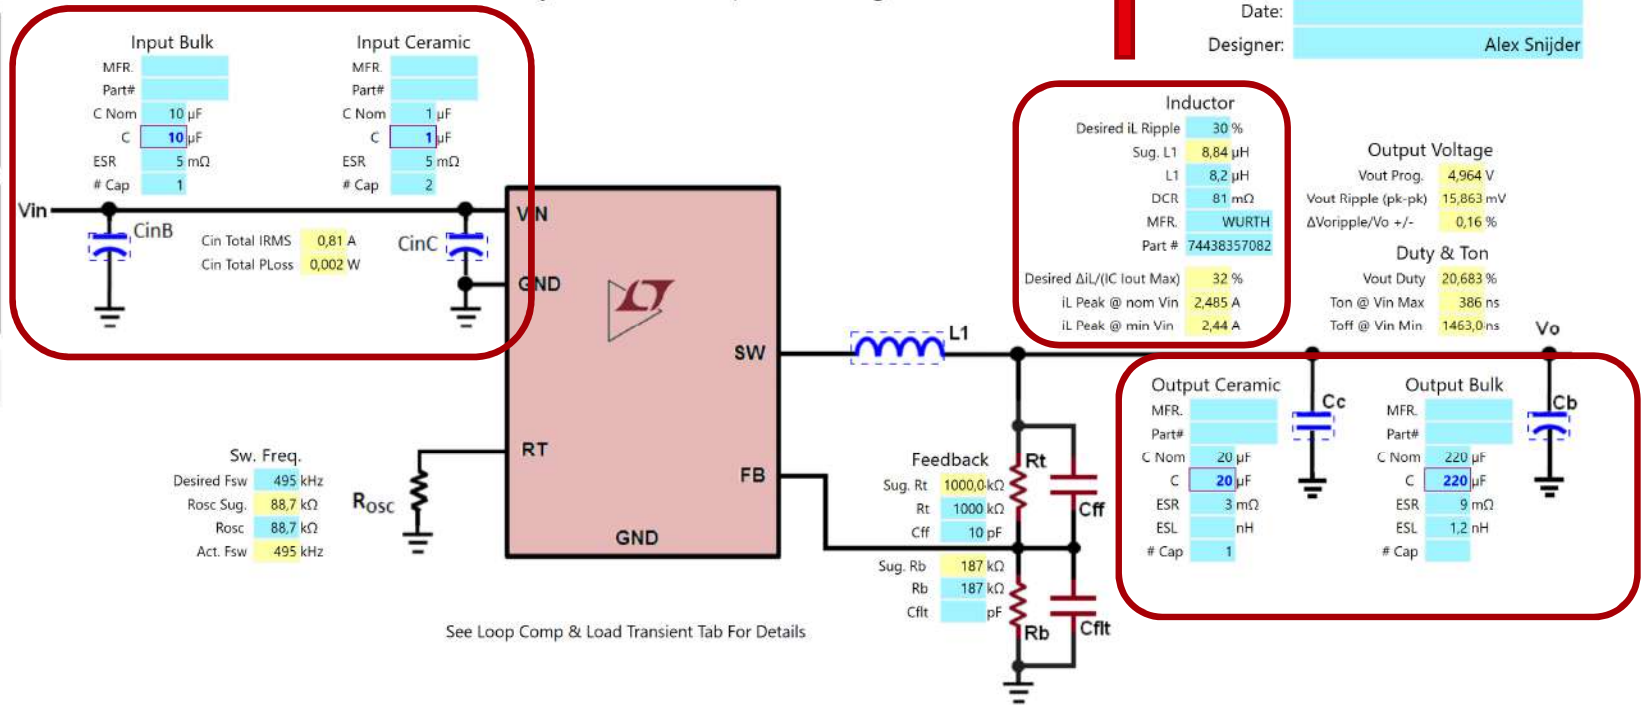 Date:
Designer: Alex Snijder
Input Bulk
MFR.
Part#
C Nom 10 µF
C 10 µF
ESR 5 mΩ
# Cap 1
Input Ceramic
MFR.
Part#
C Nom 1 µF
C 1 µF
ESR 5 mΩ
# Cap 2
Vin
CinB
Cin Total IRMS 0,81 A
Cin Total PLoss 0,002 W
CinC
VIN
GND
SW
RT
FB
GND
L1
Inductor
Desired iL Ripple 30 %
Sug. L1 8,84 µH
L1 8,2 µH
DCR 81 mΩ
MFR. WURTH
Part # 74438357082
Desired ΔiL/(IC Iout Max) 32 %
iL Peak @ nom Vin 2,485 A
iL Peak @ min Vin 2,44 A
Output Voltage
Vout Prog. 4,964 V
Vout Ripple (pk-pk) 15,863 mV
ΔVoripple/Vo +/- 0,16 %
Duty & Ton
Vout Duty 20,683 %
Ton @ Vin Max 386 ns
Toff @ Vin Min 1463,0 ns
Vo
Output Ceramic
MFR.
Part#
C Nom 20 µF
C 20 µF
ESR 3 mΩ
ESL nH
# Cap 1
Cc
Output Bulk
MFR.
Part#
C Nom 220 µF
C 220 µF
ESR 9 mΩ
ESL 1,2 nH
# Cap
Cb
Sw. Freq.
Desired Fsw 495 kHz
Rosc Sug. 88,7 kΩ
Rosc 88,7 kΩ
Act. Fsw 495 kHz
ROSC
Feedback
Sug. Rt 1000,0 kΩ
Rt 1000 kΩ
Cff 10 pF
Sug. Rb 187 kΩ
Rb 187 kΩ
Cflt pF
Rt
Cff
Rb
Cflt
See Loop Comp & Load Transient Tab For Details